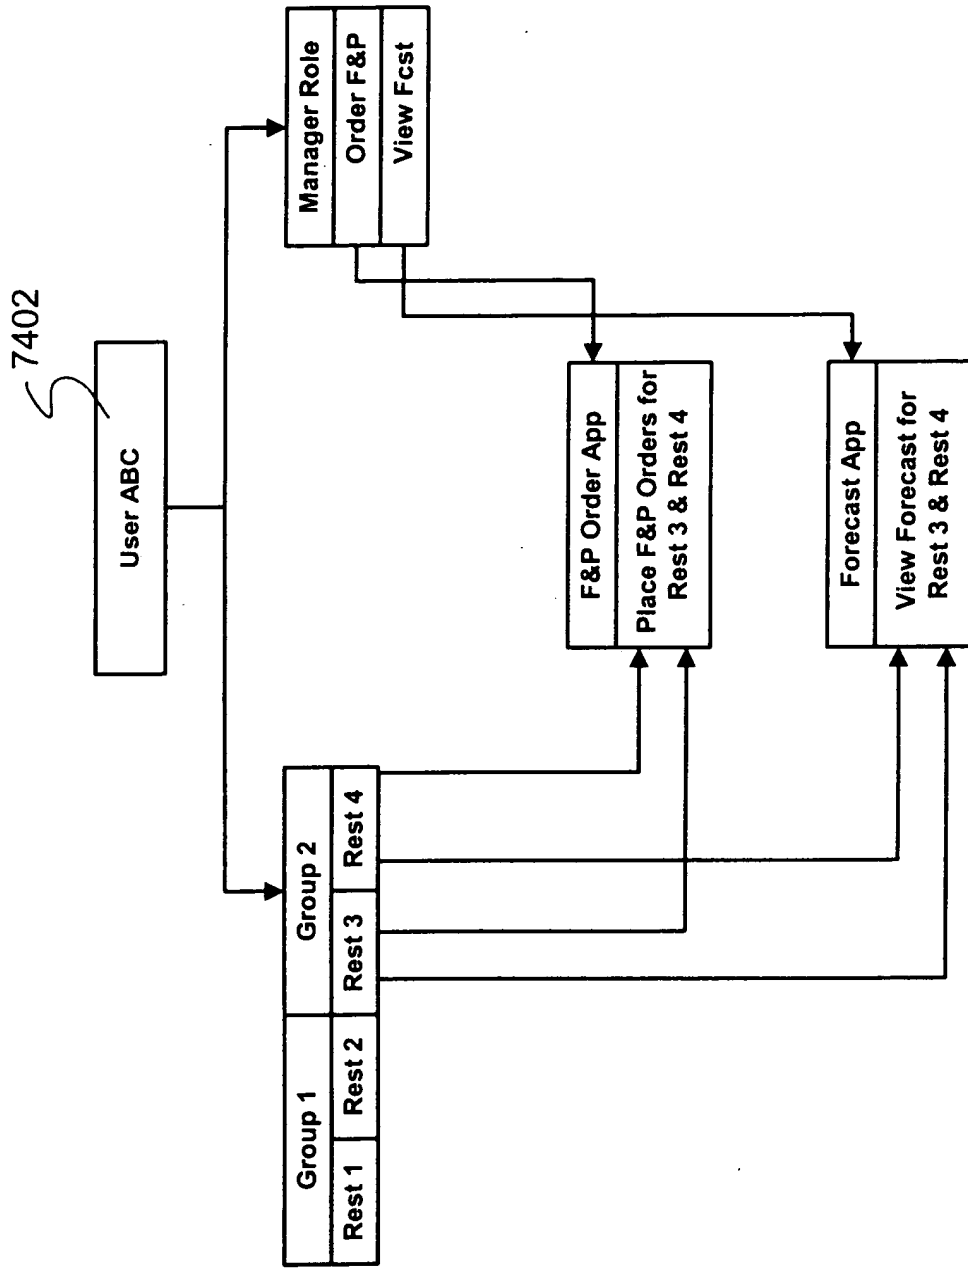 7402
User ABC
Group 1
Group 2
Rest 1
Rest 2
Rest 3
Rest 4
Manager Role
Order F&P
View Fcst
F&P Order App
Place F&P Orders for
Rest 3 & Rest 4
Forecast App
View Forecast for
Rest 3 & Rest 4